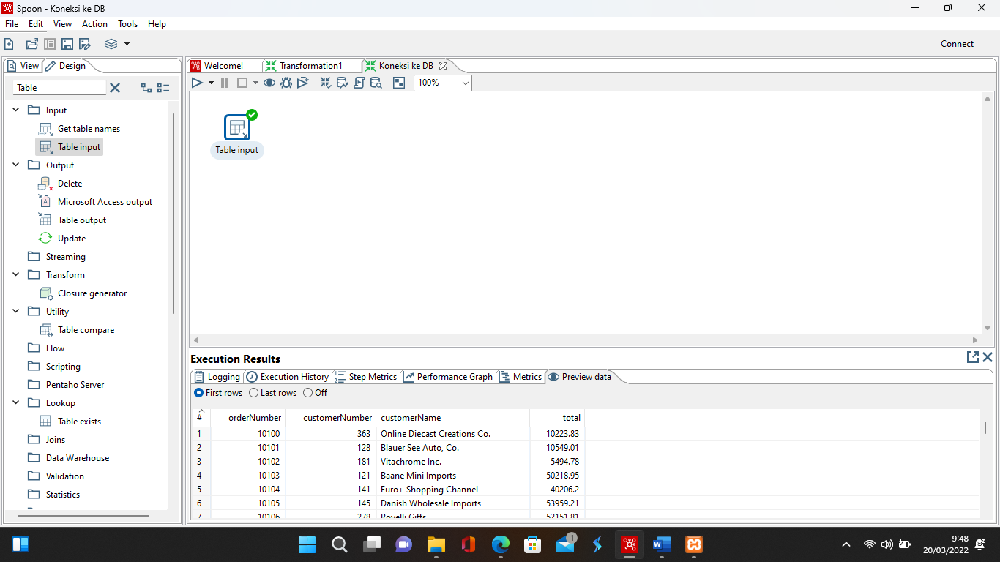 Spoon - Koneksi ke DB
File Edit View Action Tools Help
Connect
View Design
Table
Input
Get table names
Table input
Output
Delete
Microsoft Access output
Table output
Update
Streaming
Transform
Closure generator
Utility
Table compare
Flow
Scripting
Pentaho Server
Lookup
Table exists
Joins
Data Warehouse
Validation
Statistics
Welcome! Transformation1 Koneksi ke DB
100%
Table input
Execution Results
Logging Execution History Step Metrics Performance Graph Metrics Preview data
First rows Last rows Off
# orderNumber customerNumber customerName total
1 10100 363 Online Diecast Creations Co. 10223.83
2 10101 128 Blauer See Auto, Co. 10549.01
3 10102 181 Vitachrome Inc. 5494.78
4 10103 121 Baane Mini Imports 50218.95
5 10104 141 Euro+ Shopping Channel 40206.2
6 10105 145 Danish Wholesale Imports 53959.21
7 10106 278 Rovelli Gifts 52151.81
1
9:48
20/03/2022